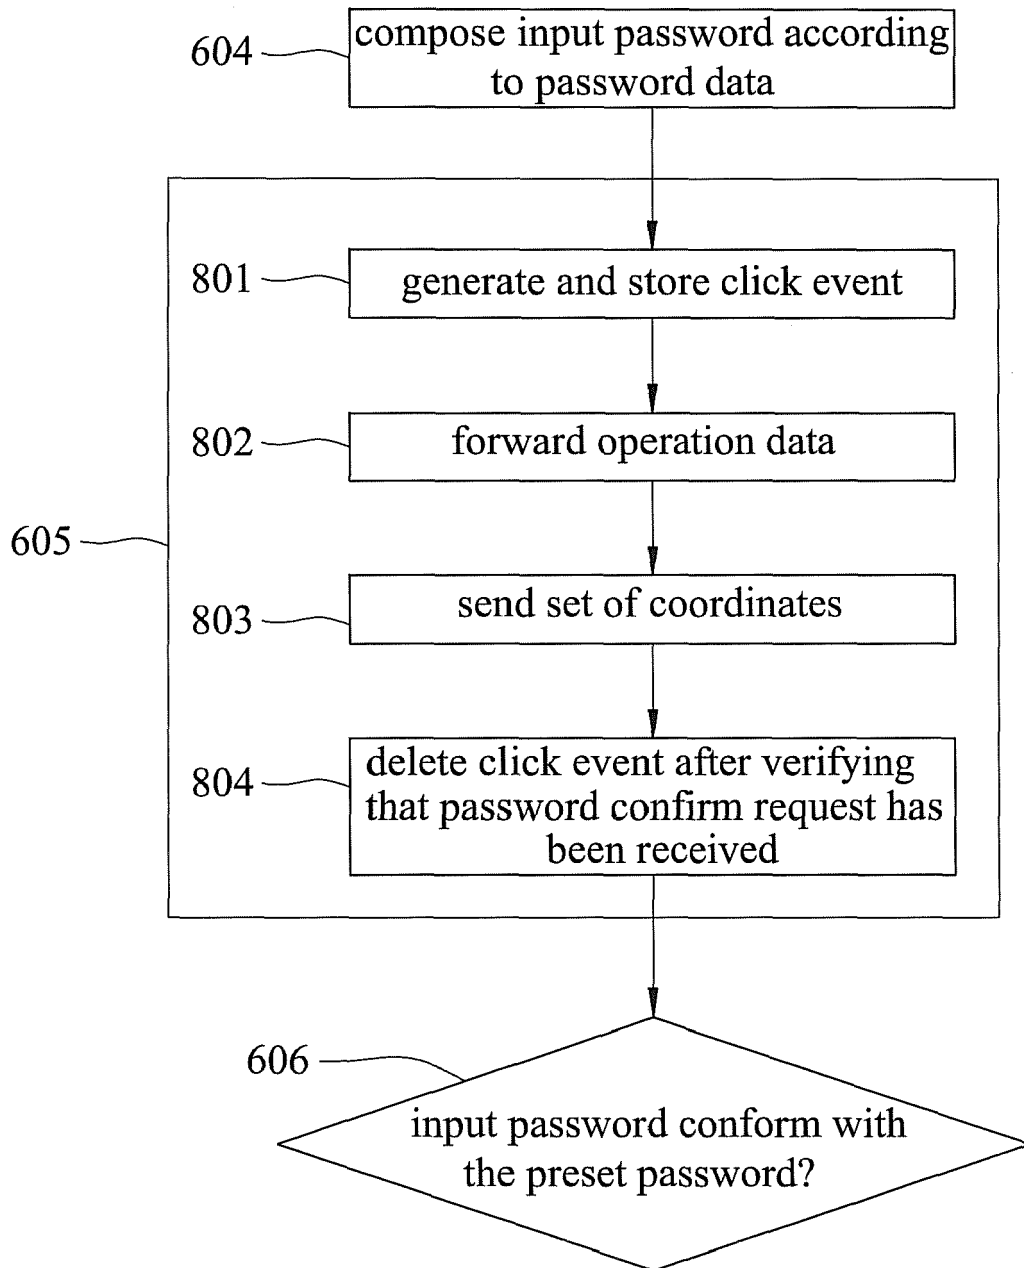 604
compose input password according
to password data
801
generate and store click event
802
forward operation data
605
803
send set of coordinates
804
delete click event after verifying
that password confirm request has
been received
606
input password conform with
the preset password?